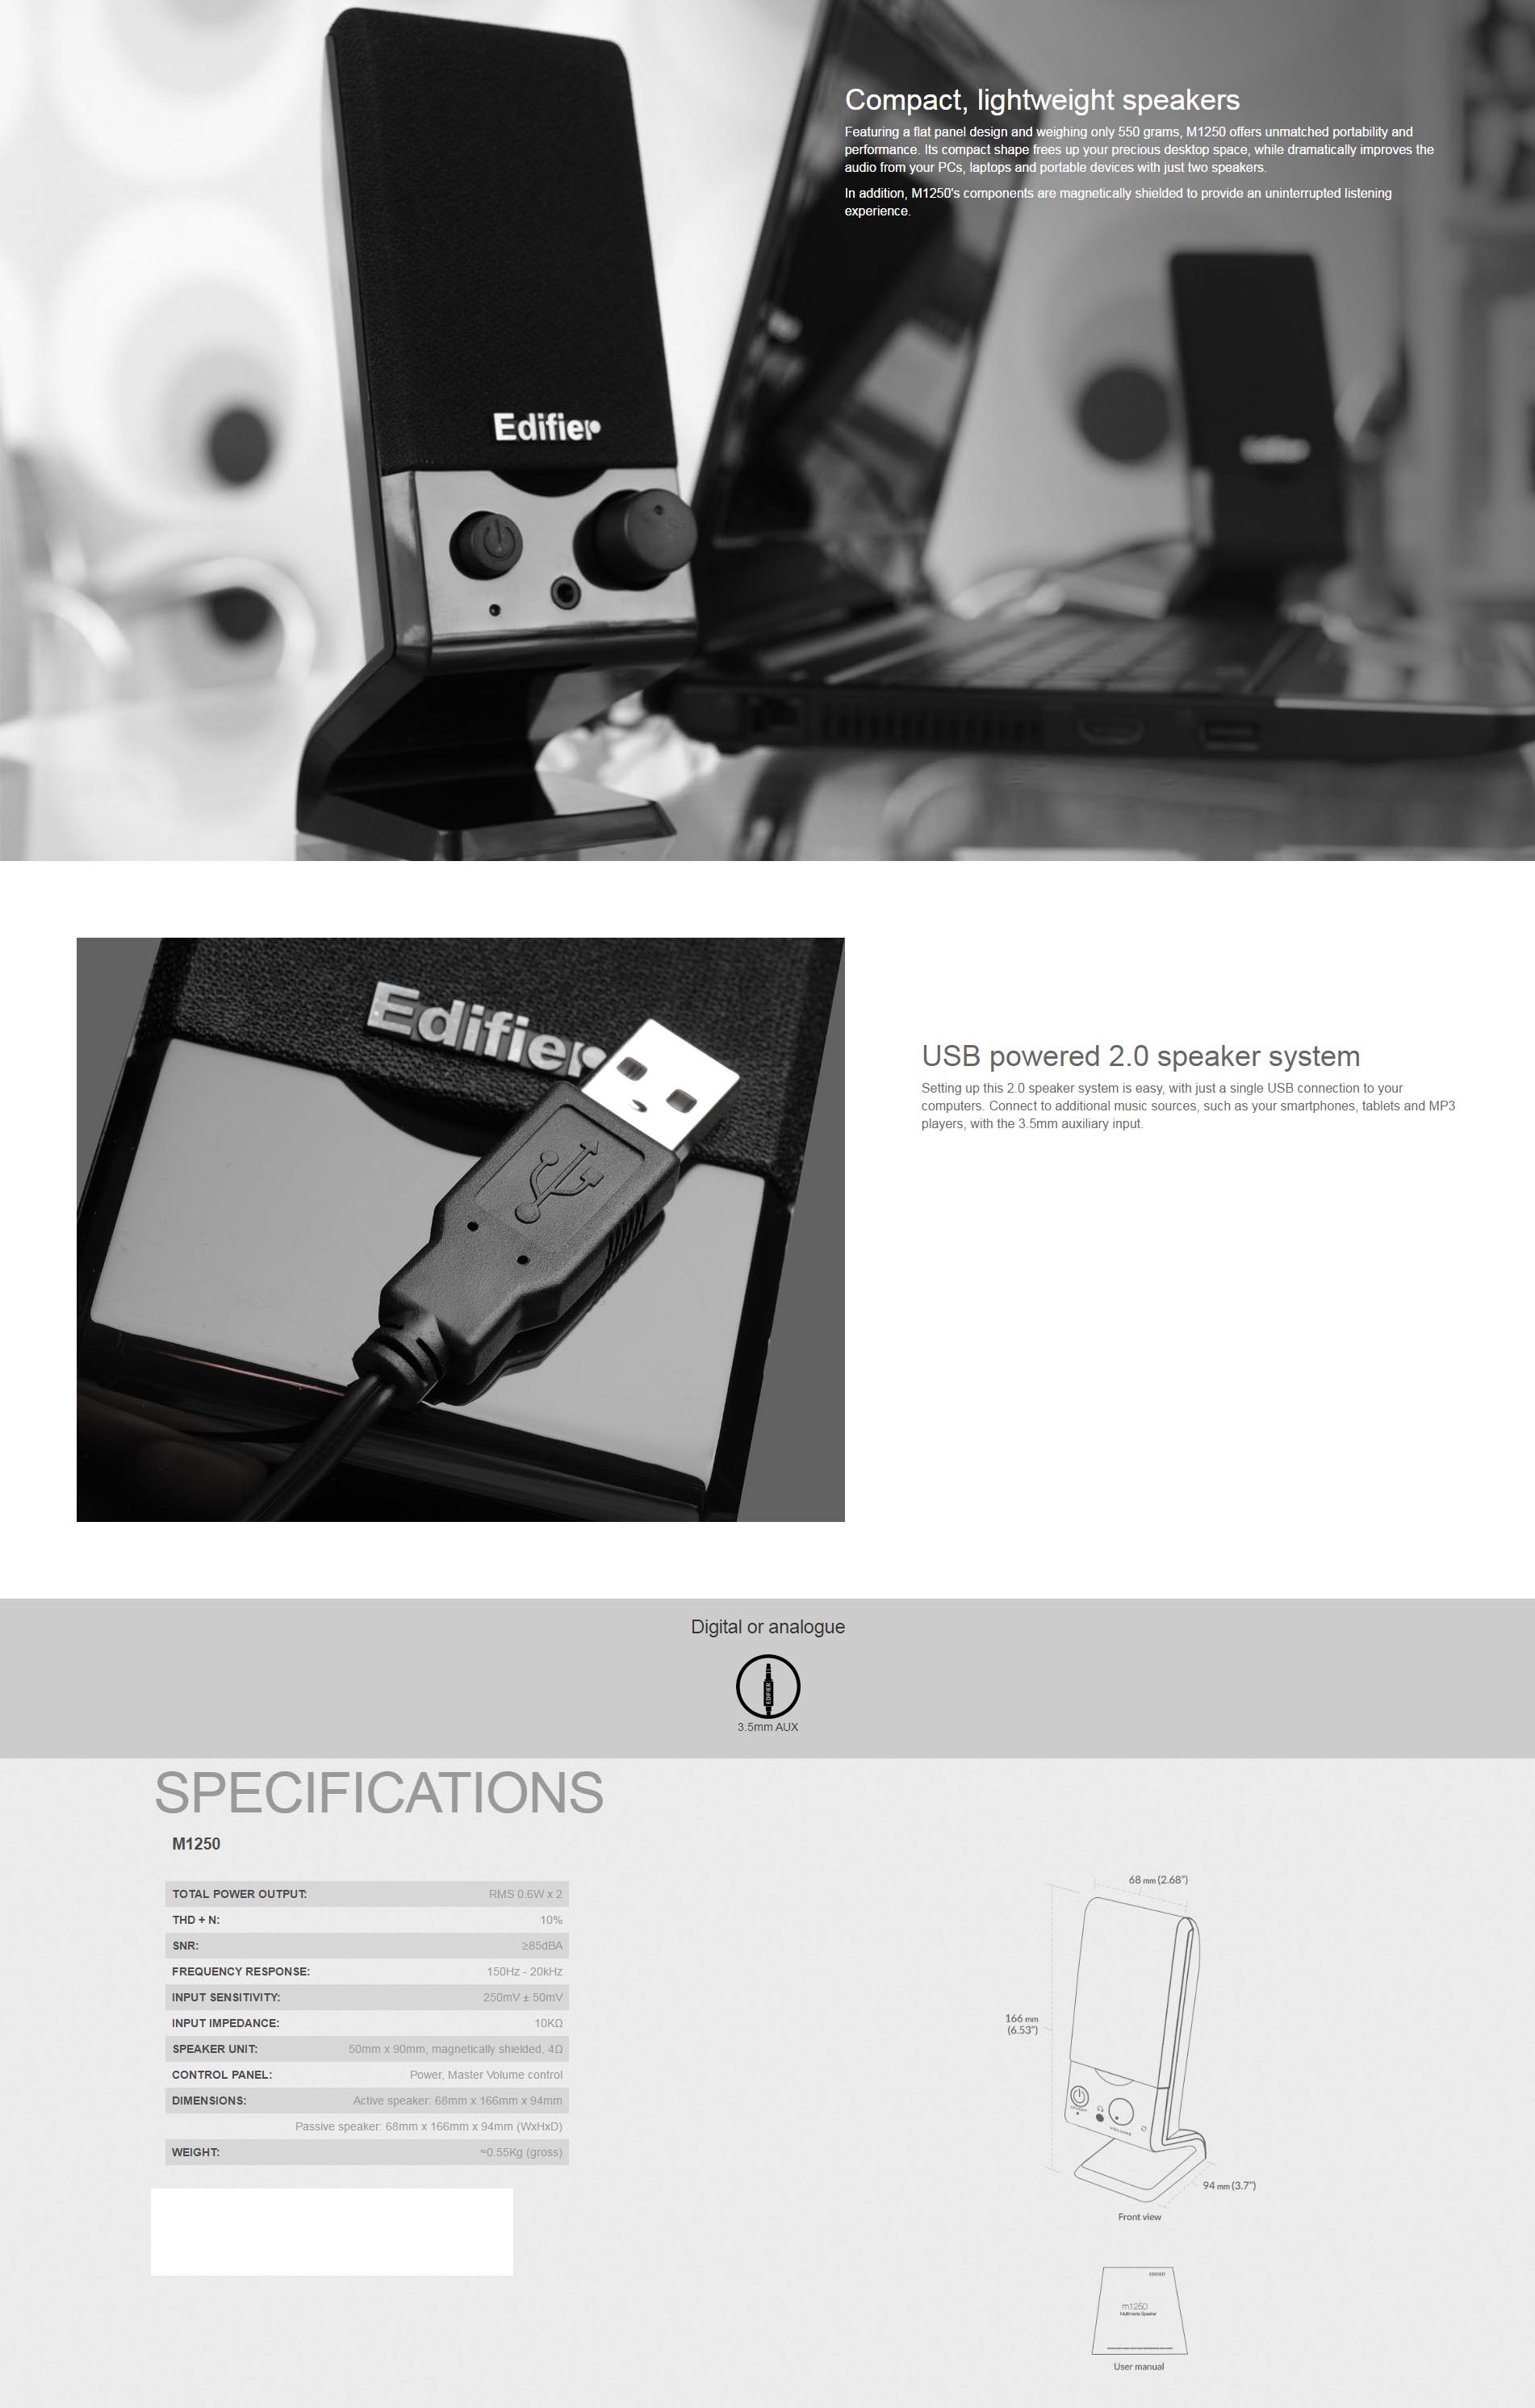 Compact, lightweight speakers
Featuring a flat panel design and weighing only 550 grams, M1250 offers unmatched portability and
performance. Its compact shape frees up your precious desktop space, while dramatically improves the
audio from your PCs, laptops and portable devices with just two speakers.
In addition, M1250's components are magnetically shielded to provide an uninterrupted listening
experience.
Edifier
Edifier
Edifier
USB powered 2.0 speaker system
Setting up this 2.0 speaker system is easy, with just a single USB connection to your
computers. Connect to additional music sources, such as your smartphones, tablets and MP3
players, with the 3.5mm auxiliary input.
Digital or analogue
EDIFIER
3.5mm AUX
SPECIFICATIONS
M1250
TOTAL POWER OUTPUT: RMS 0.6W x 2
THD + N: 10%
SNR: ≥85dBA
FREQUENCY RESPONSE: 150Hz - 20kHz
INPUT SENSITIVITY: 250mV ± 50mV
INPUT IMPEDANCE: 10KΩ
SPEAKER UNIT: 50mm x 90mm, magnetically shielded, 4Ω
CONTROL PANEL: Power, Master Volume control
DIMENSIONS: Active speaker: 68mm x 166mm x 94mm
Passive speaker: 68mm x 166mm x 94mm (WxHxD)
WEIGHT: ~0.55Kg (gross)
68 mm (2.68")
166 mm
(6.53")
VOLUME
94 mm (3.7")
Front view
EDIFIER
m1250
Multimedia Speaker
User manual